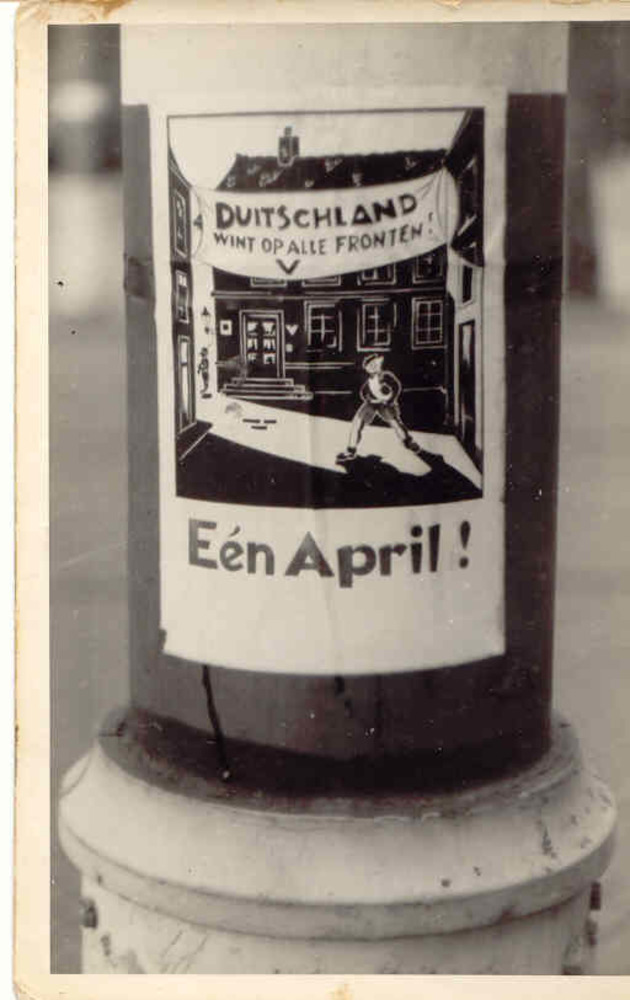 DUITSCHLAND
WINT OP ALLE FRONTEN!
V
Eén April!